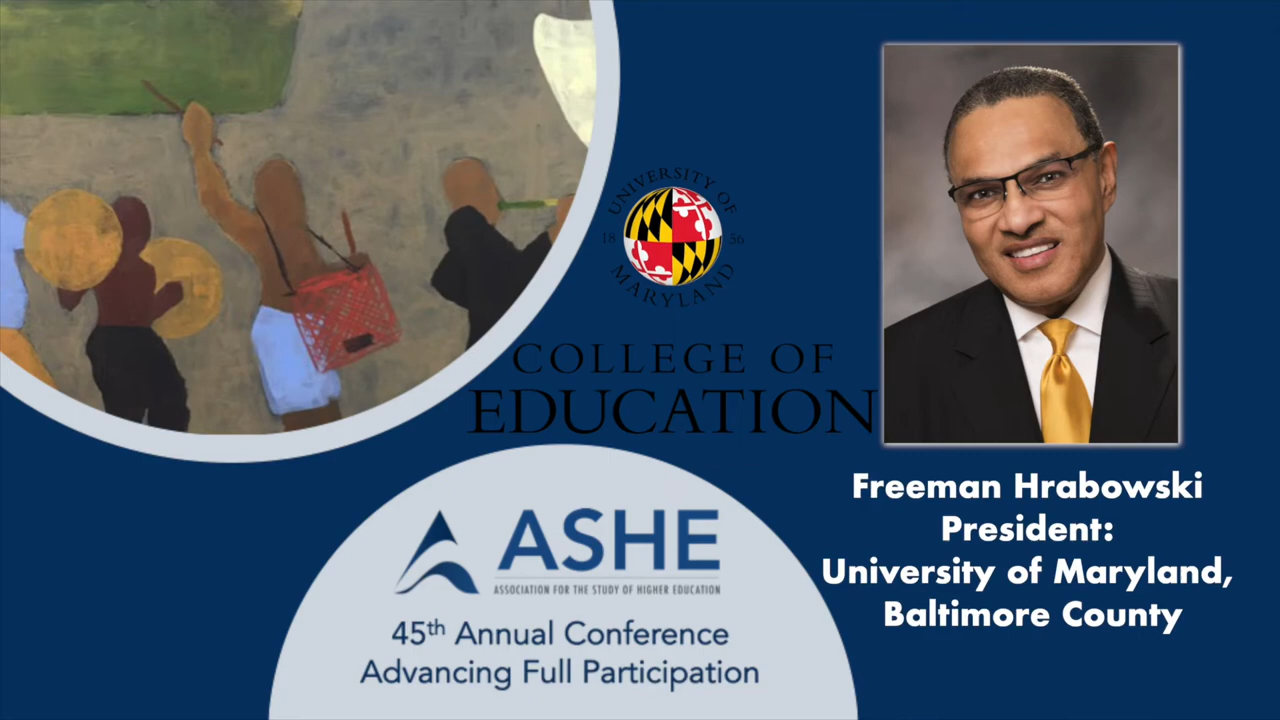 UNIVERSITY OF
18 56
MARYLAND
COLLEGE OF
EDUCATION
ASHE
ASSOCIATION FOR THE STUDY OF HIGHER EDUCATION
45th Annual Conference
Advancing Full Participation
Freeman Hrabowski
President:
University of Maryland,
Baltimore County